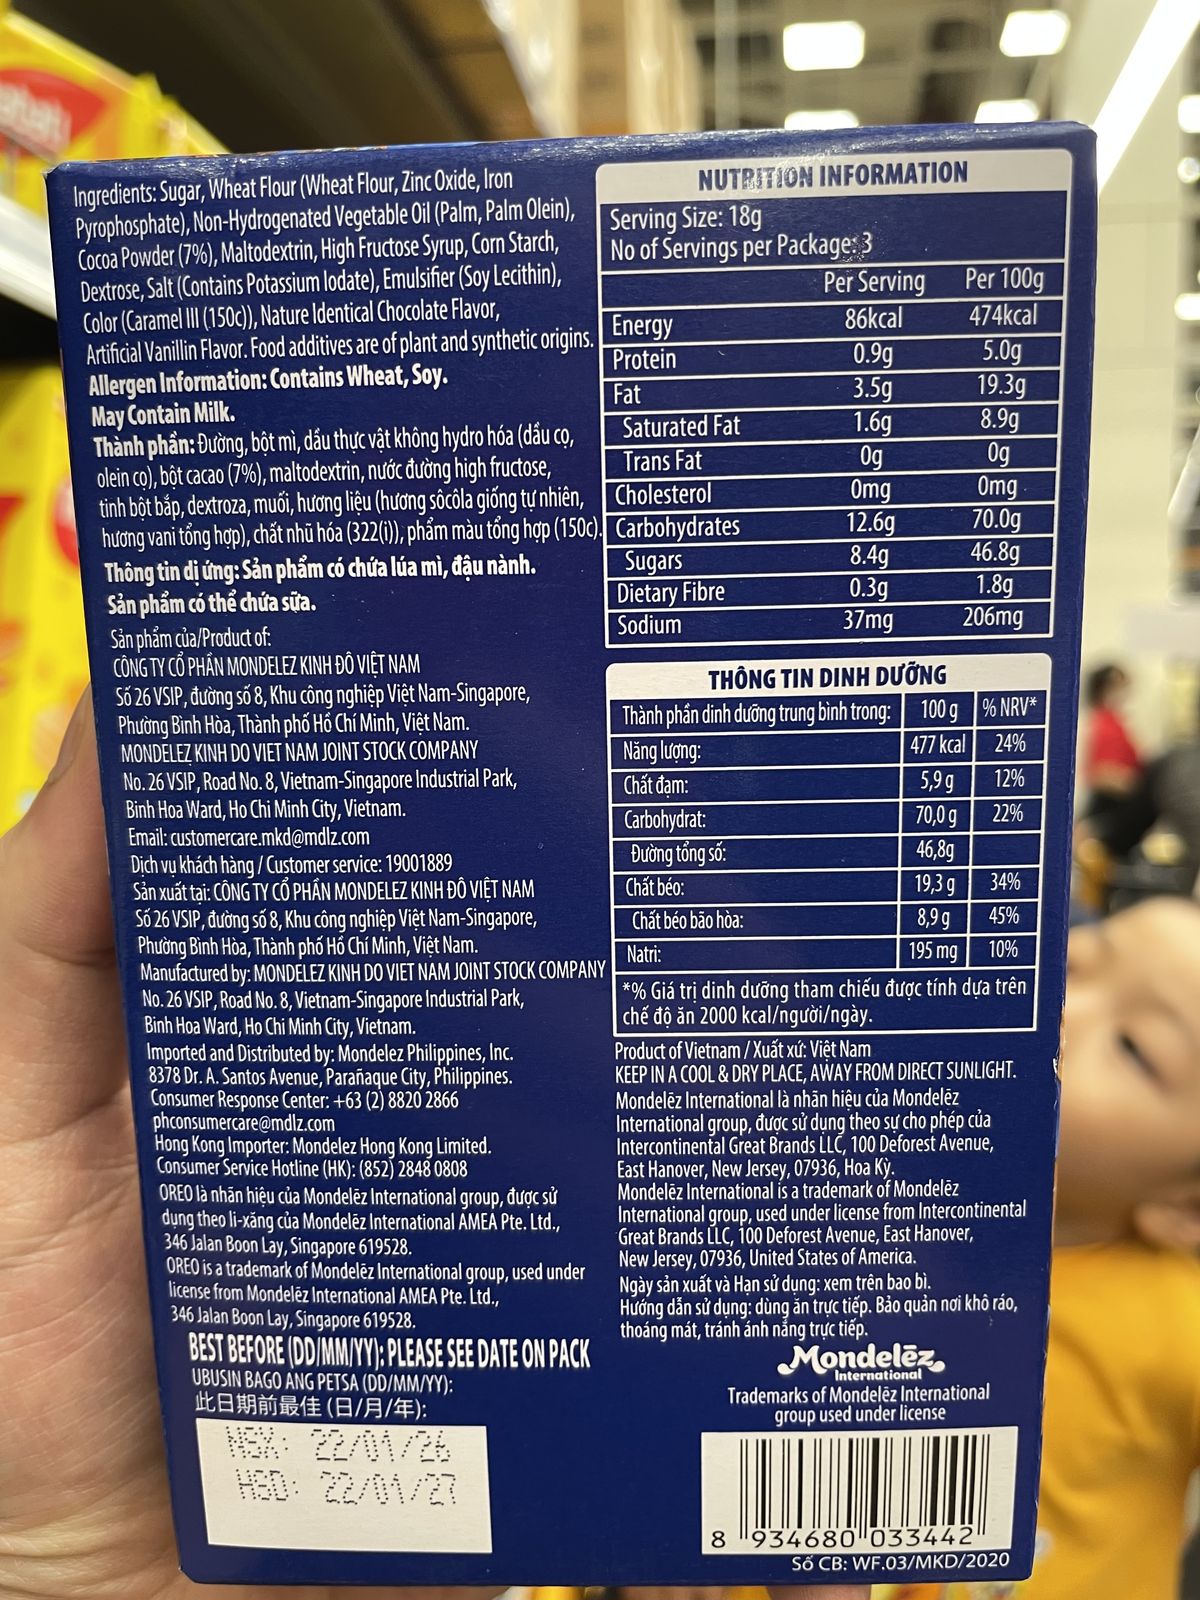 Ingredients: Sugar, Wheat Flour (Wheat Flour, Zinc Oxide, Iron
Pyrophosphate), Non-Hydrogenated Vegetable Oil (Palm, Palm Olein),
Cocoa Powder (7%), Maltodextrin, High Fructose Syrup, Corn Starch,
Dextrose, Salt (Contains Potassium Iodate), Emulsifier (Soy Lecithin),
Color (Caramel III (150c)), Nature Identical Chocolate Flavor,
Artificial Vanillin Flavor. Food additives are of plant and synthetic origins.
Allergen Information: Contains Wheat, Soy.
May Contain Milk.
Thành phần: Đường, bột mì, dầu thực vật không hydro hóa (dầu cọ,
olein cọ), bột cacao (7%), maltodextrin, nước đường high fructose,
tinh bột bắp, dextroza, muối, hương liệu (hương sôcôla giống tự nhiên,
hương vani tổng hợp), chất nhũ hóa (322(i)), phẩm màu tổng hợp (150c).
Thông tin dị ứng: Sản phẩm có chứa lúa mì, đậu nành.
Sản phẩm có thể chứa sữa.
Sản phẩm của/Product of:
CÔNG TY CỔ PHẦN MONDELEZ KINH ĐÔ VIỆT NAM
Số 26 VSIP, đường số 8, Khu công nghiệp Việt Nam-Singapore,
Phường Bình Hòa, Thành phố Hồ Chí Minh, Việt Nam.
MONDELEZ KINH DO VIET NAM JOINT STOCK COMPANY
No. 26 VSIP, Road No. 8, Vietnam-Singapore Industrial Park,
Binh Hoa Ward, Ho Chi Minh City, Vietnam.
Email: customercare.mkd@mdlz.com
Dịch vụ khách hàng / Customer service: 19001889
Sản xuất tại: CÔNG TY CỔ PHẦN MONDELEZ KINH ĐÔ VIỆT NAM
Số 26 VSIP, đường số 8, Khu công nghiệp Việt Nam-Singapore,
Phường Bình Hòa, Thành phố Hồ Chí Minh, Việt Nam.
Manufactured by: MONDELEZ KINH DO VIET NAM JOINT STOCK COMPANY
No. 26 VSIP, Road No. 8, Vietnam-Singapore Industrial Park,
Binh Hoa Ward, Ho Chi Minh City, Vietnam.
Imported and Distributed by: Mondelez Philippines, Inc.
8378 Dr. A. Santos Avenue, Parañaque City, Philippines.
Consumer Response Center: +63 (2) 8820 2866
phconsumercare@mdlz.com
Hong Kong Importer: Mondelez Hong Kong Limited.
Consumer Service Hotline (HK): (852) 2848 0808
OREO là nhãn hiệu của Mondelēz International group, được sử
dụng theo li-xăng của Mondelēz International AMEA Pte. Ltd.,
346 Jalan Boon Lay, Singapore 619528.
OREO is a trademark of Mondelēz International group, used under
license from Mondelēz International AMEA Pte. Ltd.,
346 Jalan Boon Lay, Singapore 619528.
BEST BEFORE (DD/MM/YY): PLEASE SEE DATE ON PACK
UBUSIN BAGO ANG PETSA (DD/MM/YY):
此日期前最佳 (日/月/年):
NSX: 22/01/26
HSD: 22/01/27
NUTRITION INFORMATION
Serving Size: 18g
No of Servings per Package: 3
Per Serving Per 100g
Energy 86kcal 474kcal
Protein 0.9g 5.0g
Fat 3.5g 19.3g
Saturated Fat 1.6g 8.9g
Trans Fat 0g 0g
Cholesterol 0mg 0mg
Carbohydrates 12.6g 70.0g
Sugars 8.4g 46.8g
Dietary Fibre 0.3g 1.8g
Sodium 37mg 206mg
THÔNG TIN DINH DƯỠNG
Thành phần dinh dưỡng trung bình trong: 100 g % NRV*
Năng lượng: 477 kcal 24%
Chất đạm: 5,9 g 12%
Carbohydrat: 70,0 g 22%
Đường tổng số: 46,8g
Chất béo: 19,3 g 34%
Chất béo bão hòa: 8,9 g 45%
Natri: 195 mg 10%
*% Giá trị dinh dưỡng tham chiếu được tính dựa trên
chế độ ăn 2000 kcal/người/ngày.
Product of Vietnam / Xuất xứ: Việt Nam
KEEP IN A COOL & DRY PLACE, AWAY FROM DIRECT SUNLIGHT.
Mondelēz International là nhãn hiệu của Mondelēz
International group, được sử dụng theo sự cho phép của
Intercontinental Great Brands LLC, 100 Deforest Avenue,
East Hanover, New Jersey, 07936, Hoa Kỳ.
Mondelēz International is a trademark of Mondelēz
International group, used under license from Intercontinental
Great Brands LLC, 100 Deforest Avenue, East Hanover,
New Jersey, 07936, United States of America.
Ngày sản xuất và Hạn sử dụng: xem trên bao bì.
Hướng dẫn sử dụng: dùng ăn trực tiếp. Bảo quản nơi khô ráo,
thoáng mát, tránh ánh nắng trực tiếp.
Mondelēz
International
Trademarks of Mondelēz International
group used under license
8 934680 033442
Số CB: WF.03/MKD/2020